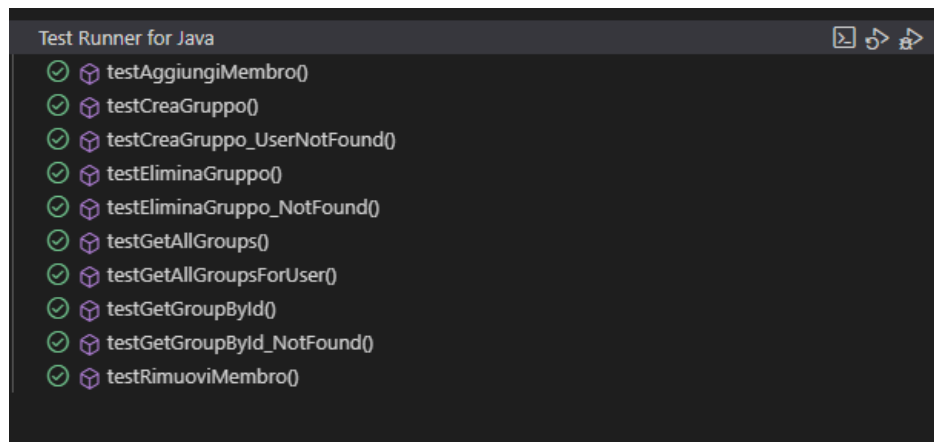 Test Runner for Java
testAggiungiMembro()
testCreaGruppo()
testCreaGruppo_UserNotFound()
testEliminaGruppo()
testEliminaGruppo_NotFound()
testGetAllGroups()
testGetAllGroupsForUser()
testGetGroupById()
testGetGroupById_NotFound()
testRimuoviMembro()